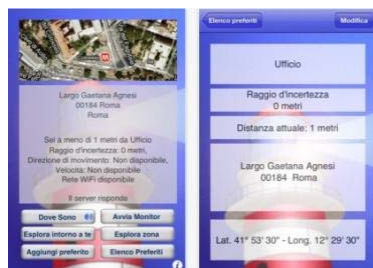 Largo Gaetana Agnesi
00184 Roma
Roma
Sei a meno di 1 metri da Ufficio
Raggio d'incertezza: 0 metri,
Direzione di movimento: Non disponibile,
Velocità: Non disponibile
Rete WiFi disponibile
Il server risponde
Dove Sono
Avvia Monitor
Esplora intorno a te
Esplora zona
Aggiungi preferito
Elenco Preferiti
Elenco preferiti
Modifica
Ufficio
Raggio d'incertezza
0 metri
Distanza attuale: 1 metri
Largo Gaetana Agnesi
00184 Roma
Lat. 41° 53' 30" - Long. 12° 29' 30"